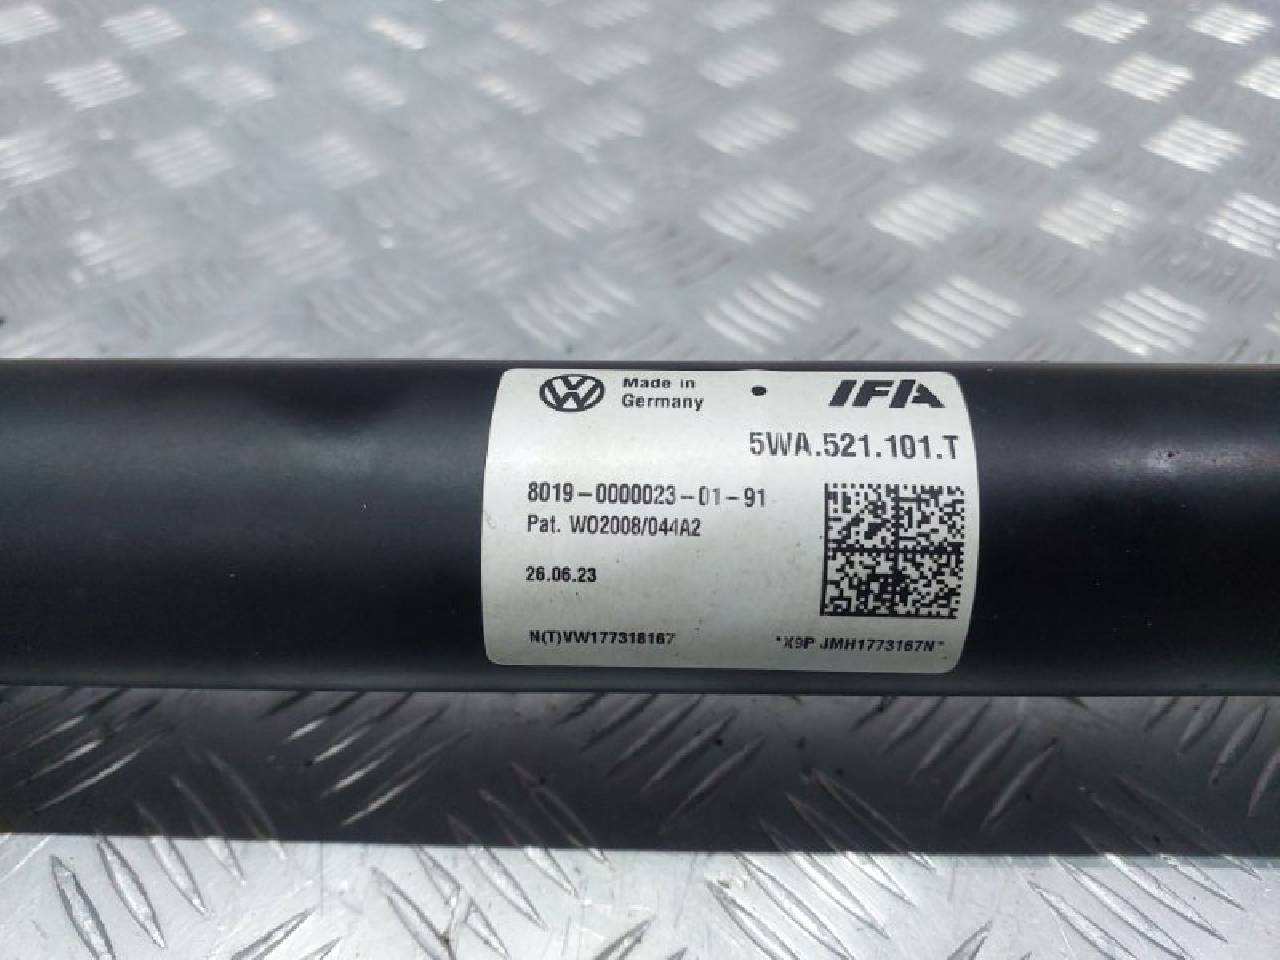 Made in
Germany
IFA
5WA.521.101.T
8019-0000023-01-91
Pat. WO2008/044A2
26.06.23
N(T)VW177318167
*X9P JMH1773167N*